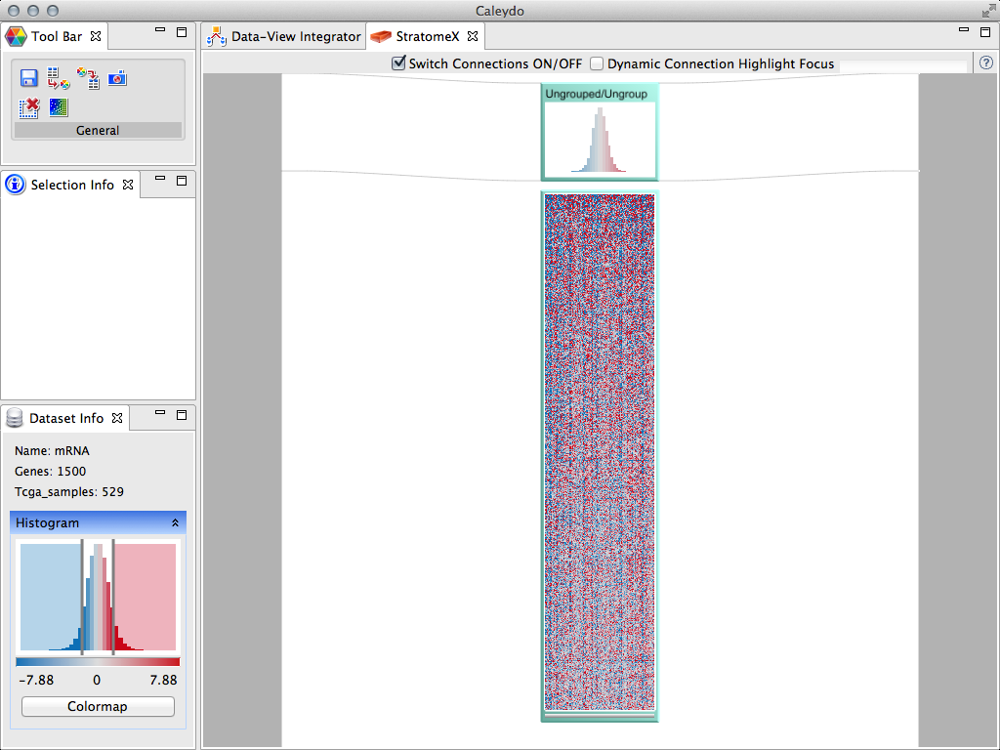 Caleydo
Tool Bar
Data-View Integrator
StratomeX
Switch Connections ON/OFF
Dynamic Connection Highlight Focus
General
Selection Info
Ungrouped/Ungroup
Dataset Info
Name: mRNA
Genes: 1500
Tcga_samples: 529
Histogram
-7.88 0 7.88
Colormap